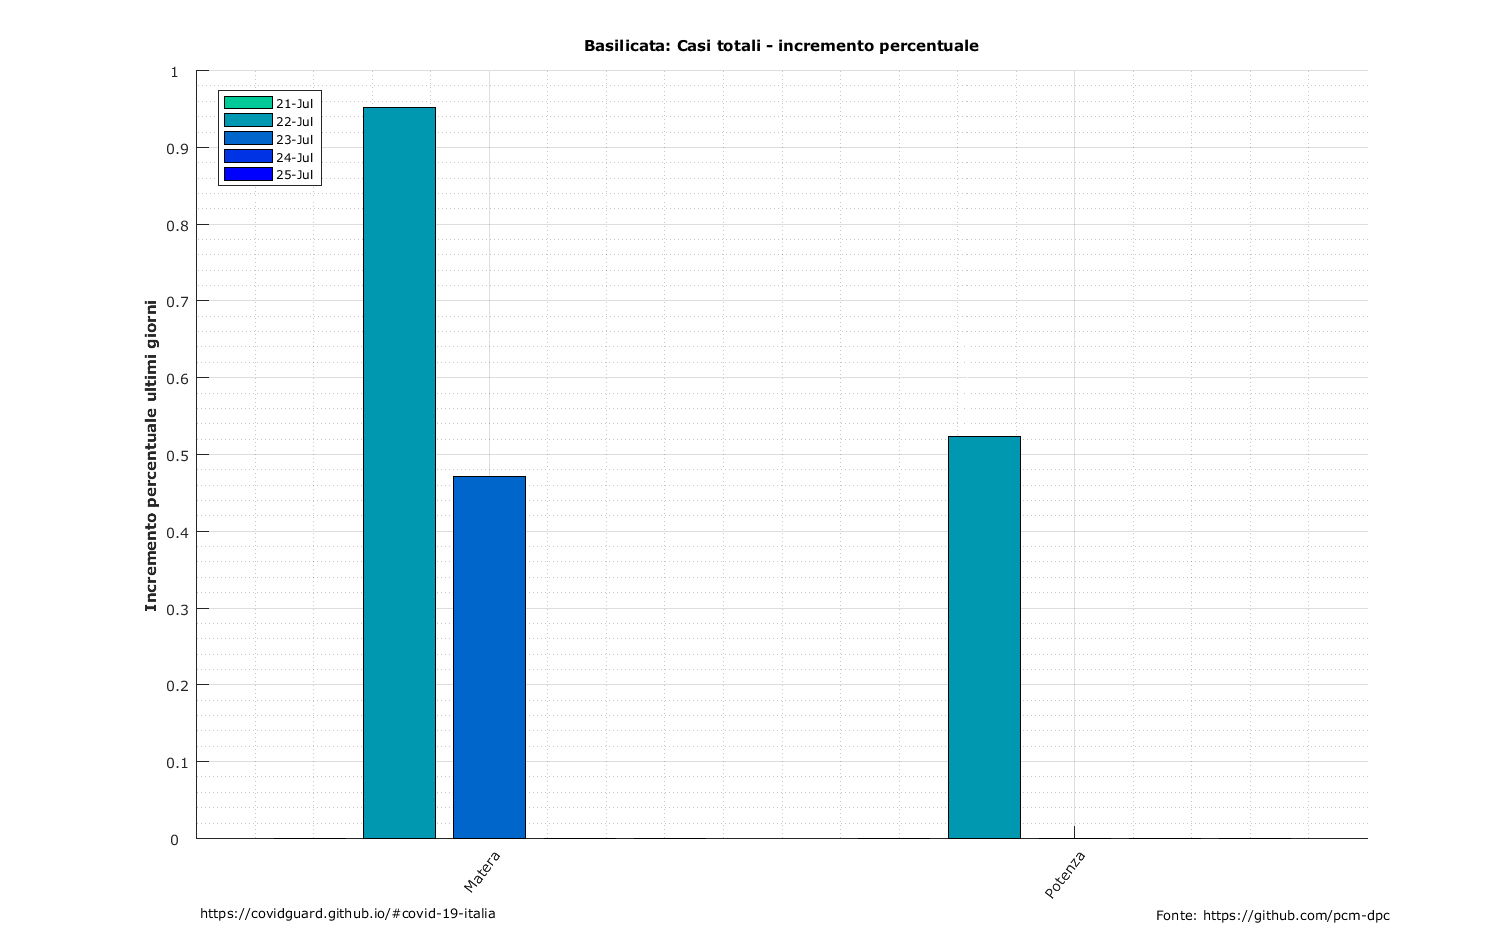 Basilicata: Casi totali - incremento percentuale
Incremento percentuale ultimi giorni
1
0.9
0.8
0.7
0.6
0.5
0.4
0.3
0.2
0.1
0
21-Jul
22-Jul
23-Jul
24-Jul
25-Jul
Matera
Potenza
https://covidguard.github.io/#covid-19-italia
Fonte: https://github.com/pcm-dpc